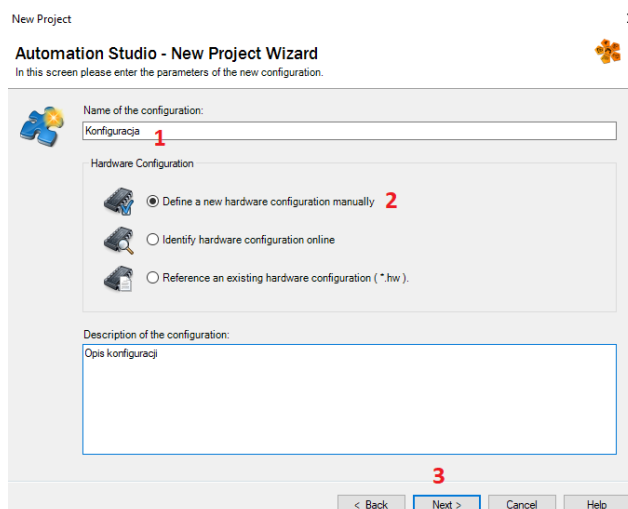 New Project
Automation Studio - New Project Wizard
In this screen please enter the parameters of the new configuration.
Name of the configuration:
Konfiguracja 1
Hardware Configuration
Define a new hardware configuration manually 2
Identify hardware configuration online
Reference an existing hardware configuration ( *.hw ).
Description of the configuration:
Opis konfiguracji
3
< Back Next > Cancel Help